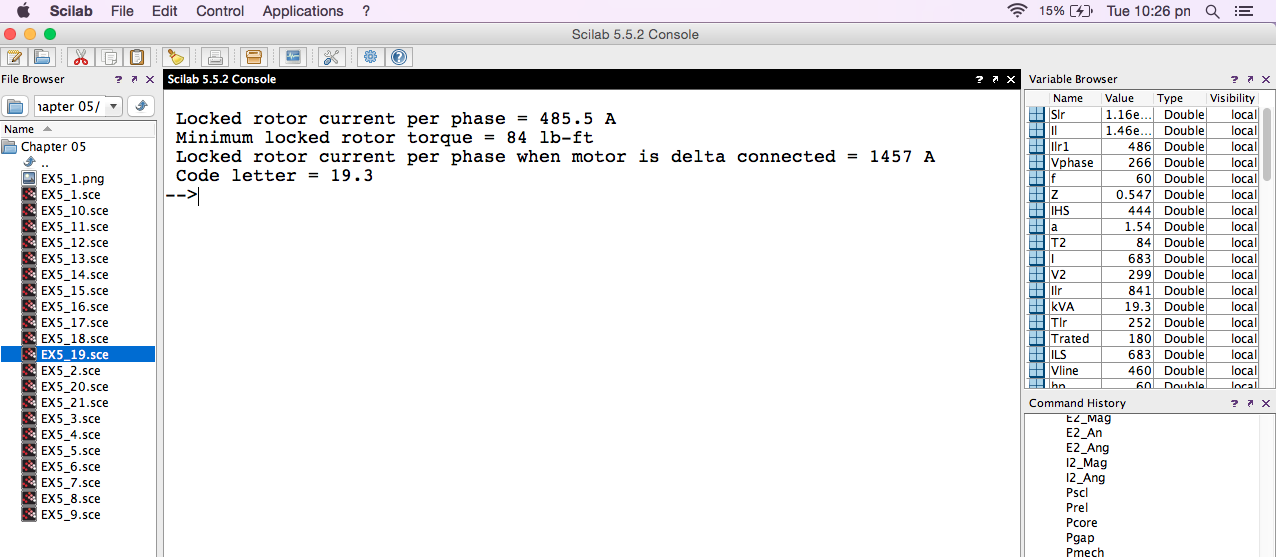 Scilab File Edit Control Applications ? 15% Tue 10:26 pm
Scilab 5.5.2 Console
File Browser ? ↗ ×
hapter 05/
Name
Chapter 05
..
EX5_1.png
EX5_1.sce
EX5_10.sce
EX5_11.sce
EX5_12.sce
EX5_13.sce
EX5_14.sce
EX5_15.sce
EX5_16.sce
EX5_17.sce
EX5_18.sce
EX5_19.sce
EX5_2.sce
EX5_20.sce
EX5_21.sce
EX5_3.sce
EX5_4.sce
EX5_5.sce
EX5_6.sce
EX5_7.sce
EX5_8.sce
EX5_9.sce
Scilab 5.5.2 Console ? ↗ ×
Locked rotor current per phase = 485.5 A
Minimum locked rotor torque = 84 lb-ft
Locked rotor current per phase when motor is delta connected = 1457 A
Code letter = 19.3
-->
Variable Browser ? ↗ ×
Name Value Type Visibility
Slr 1.16e... Double local
Il 1.46e... Double local
Ilr1 486 Double local
Vphase 266 Double local
f 60 Double local
Z 0.547 Double local
IHS 444 Double local
a 1.54 Double local
T2 84 Double local
I 683 Double local
V2 299 Double local
Ilr 841 Double local
kVA 19.3 Double local
Tlr 252 Double local
Trated 180 Double local
ILS 683 Double local
Vline 460 Double local
hp 60 Double local
Command History ? ↗ ×
E2_Mag
E2_An
E2_Ang
I2_Mag
I2_Ang
Pscl
Prel
Pcore
Pgap
Pmech